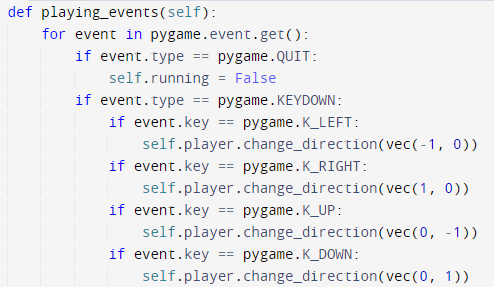 def playing_events(self):
    for event in pygame.event.get():
        if event.type == pygame.QUIT:
            self.running = False
        if event.type == pygame.KEYDOWN:
            if event.key == pygame.K_LEFT:
                self.player.change_direction(vec(-1, 0))
            if event.key == pygame.K_RIGHT:
                self.player.change_direction(vec(1, 0))
            if event.key == pygame.K_UP:
                self.player.change_direction(vec(0, -1))
            if event.key == pygame.K_DOWN:
                self.player.change_direction(vec(0, 1))